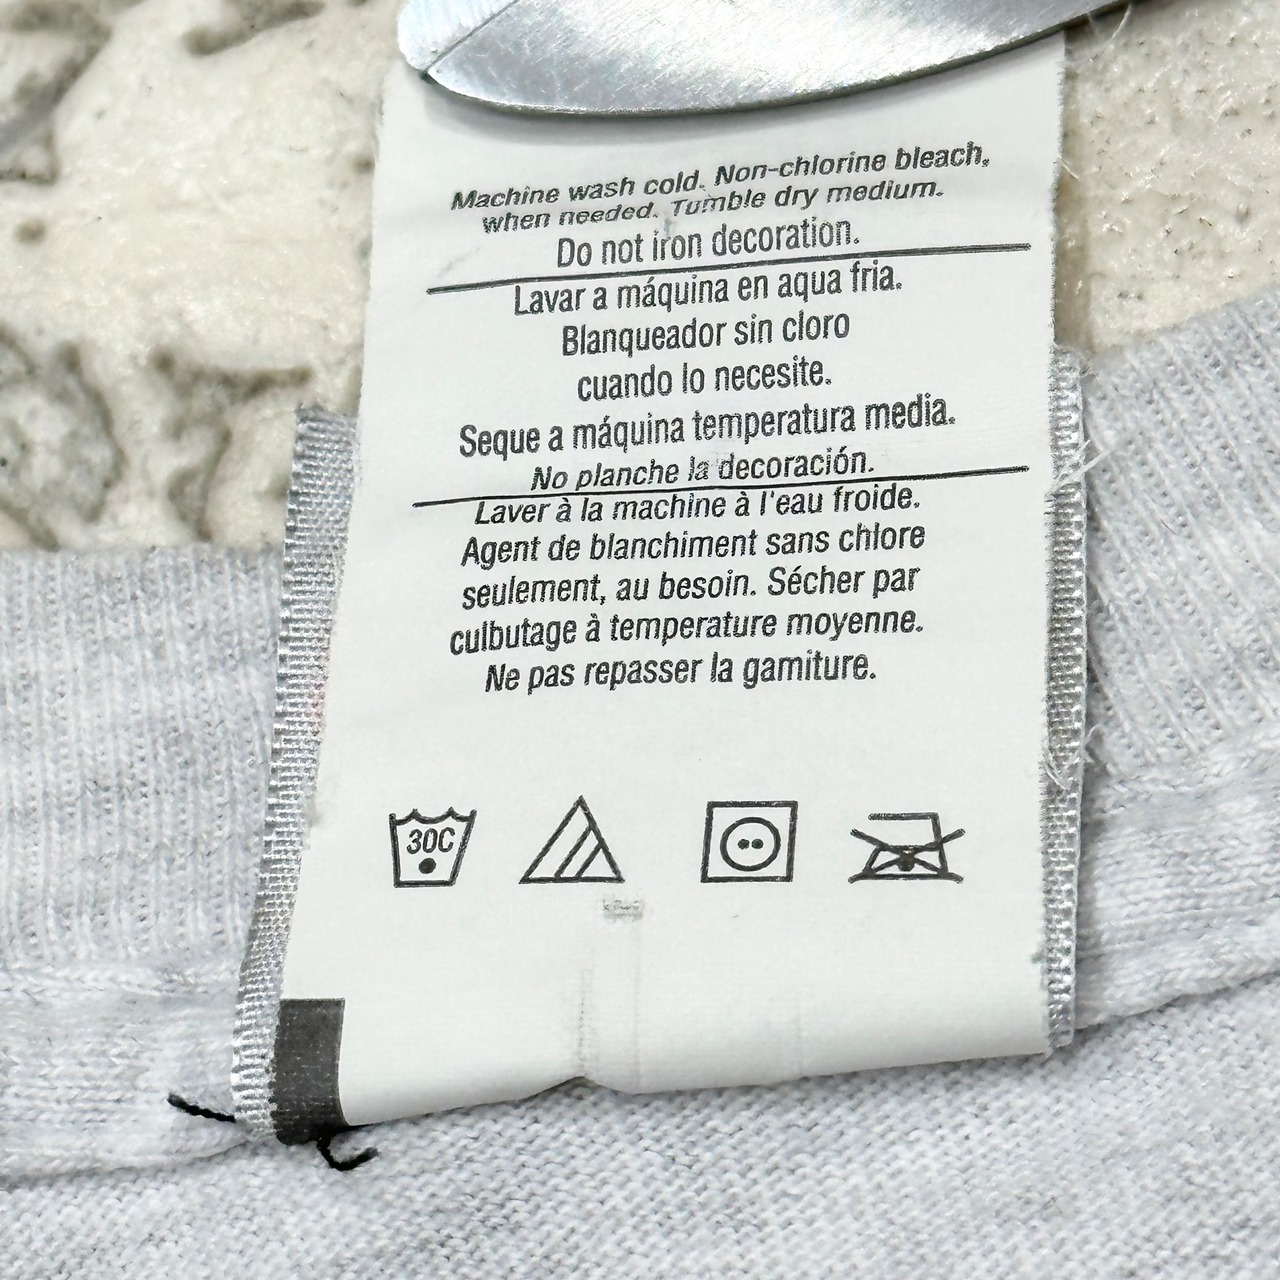 Machine wash cold. Non-chlorine bleach,
when needed. Tumble dry medium.
Do not iron decoration.
Lavar a máquina en aqua fria.
Blanqueador sin cloro
cuando lo necesite.
Seque a máquina temperatura media.
No planche la decoración.
Laver à la machine à l'eau froide.
Agent de blanchiment sans chlore
seulement, au besoin. Sécher par
culbutage à temperature moyenne.
Ne pas repasser la gamiture.
30C